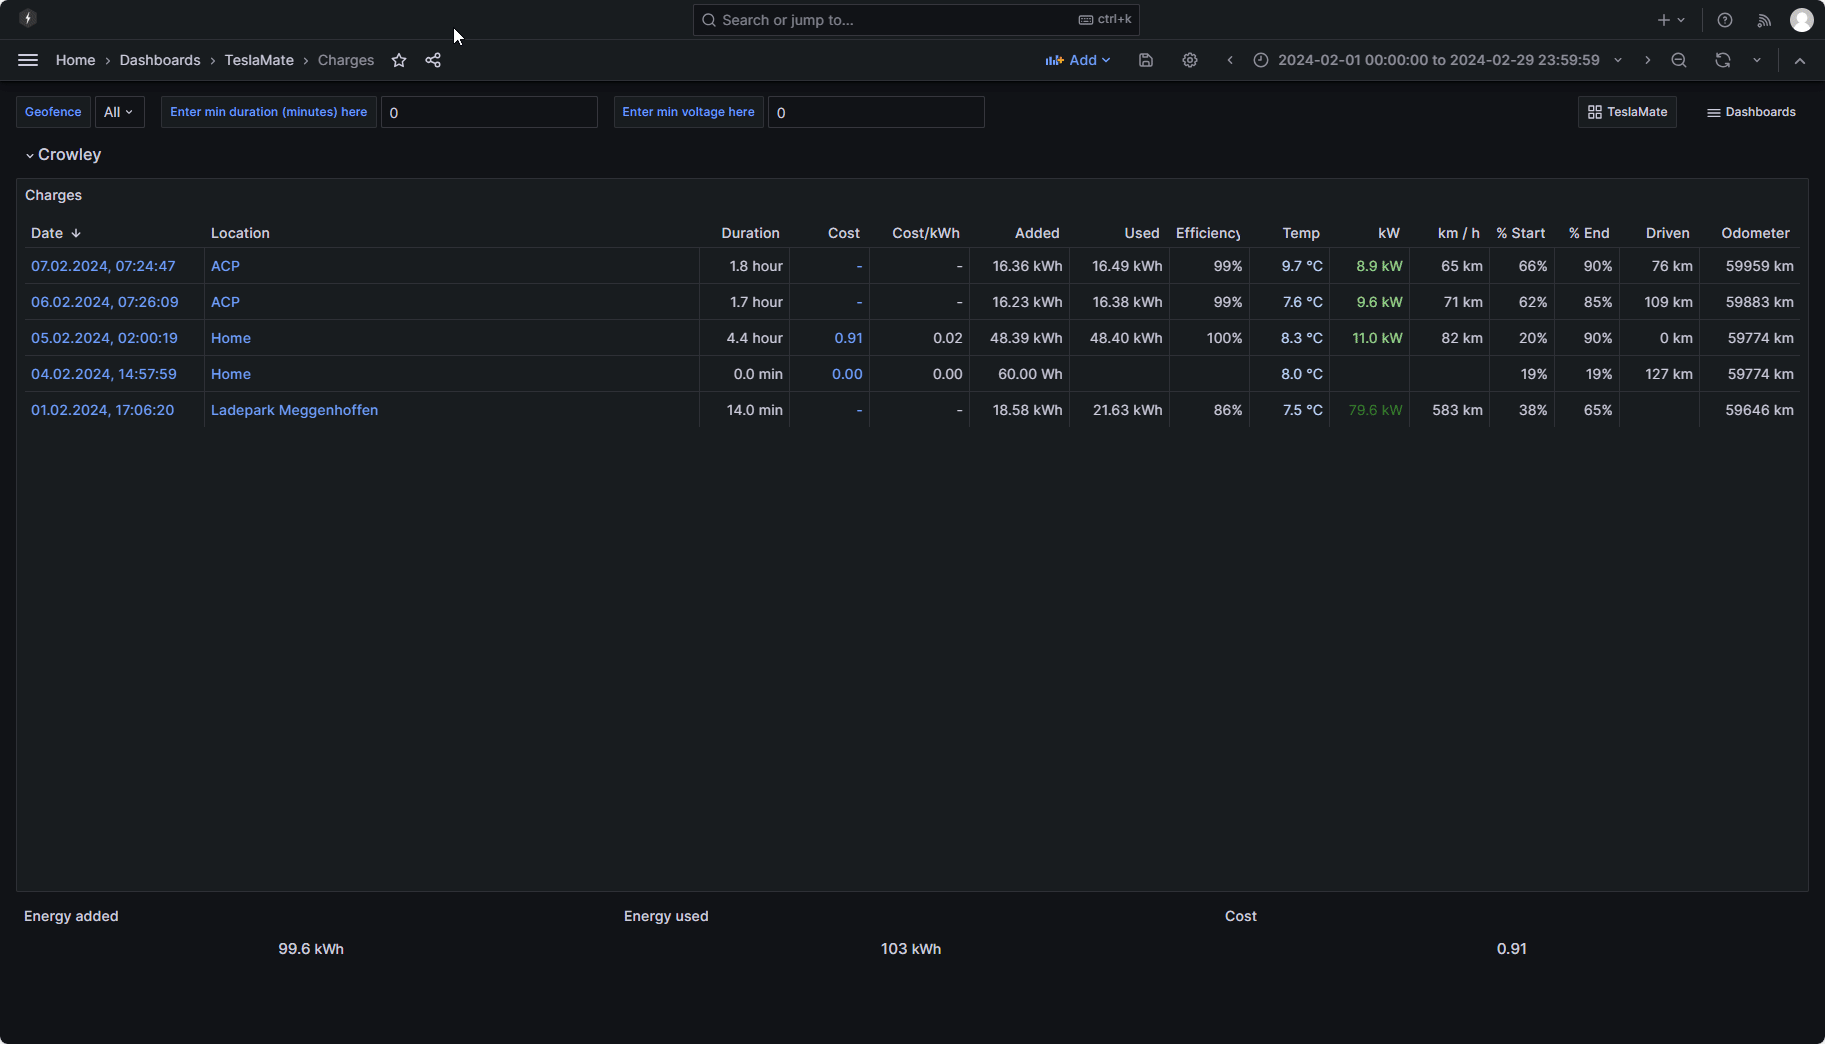 Search or jump to... ctrl+k
Home › Dashboards › TeslaMate › Charges Add 2024-02-01 00:00:00 to 2024-02-29 23:59:59
Geofence All Enter min duration (minutes) here 0 Enter min voltage here 0 TeslaMate Dashboards
Crowley
Charges
Date Location Duration Cost Cost/kWh Added Used Efficiency Temp kW km / h % Start % End Driven Odometer
07.02.2024, 07:24:47 ACP 1.8 hour - - 16.36 kWh 16.49 kWh 99% 9.7 °C 8.9 kW 65 km 66% 90% 76 km 59959 km
06.02.2024, 07:26:09 ACP 1.7 hour - - 16.23 kWh 16.38 kWh 99% 7.6 °C 9.6 kW 71 km 62% 85% 109 km 59883 km
05.02.2024, 02:00:19 Home 4.4 hour 0.91 0.02 48.39 kWh 48.40 kWh 100% 8.3 °C 11.0 kW 82 km 20% 90% 0 km 59774 km
04.02.2024, 14:57:59 Home 0.0 min 0.00 0.00 60.00 Wh 8.0 °C 19% 19% 127 km 59774 km
01.02.2024, 17:06:20 Ladepark Meggenhoffen 14.0 min - - 18.58 kWh 21.63 kWh 86% 7.5 °C 79.6 kW 583 km 38% 65% 59646 km
Energy added Energy used Cost
99.6 kWh 103 kWh 0.91